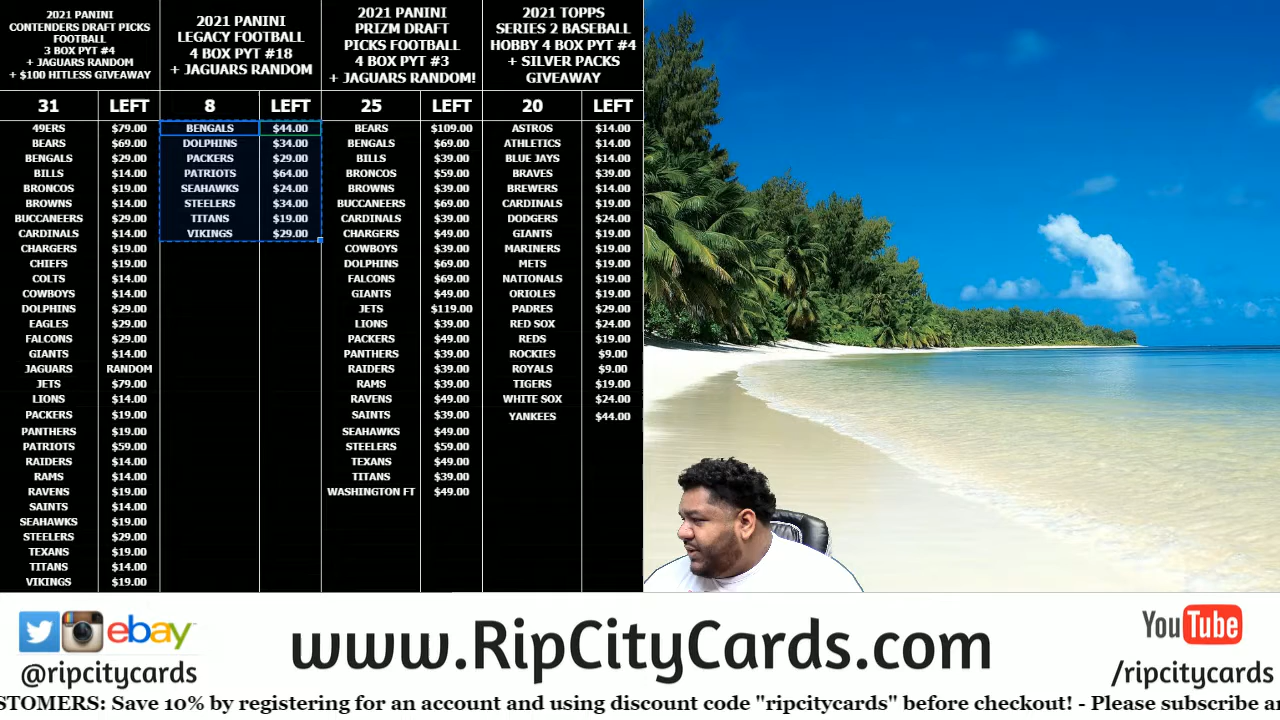 2021 PANINI
CONTENDERS DRAFT PICKS
FOOTBALL
3 BOX PYT #4
+ JAGUARS RANDOM
+ $100 HITLESS GIVEAWAY
31 LEFT
49ERS $79.00
BEARS $69.00
BENGALS $29.00
BILLS $14.00
BRONCOS $19.00
BROWNS $14.00
BUCCANEERS $29.00
CARDINALS $14.00
CHARGERS $19.00
CHIEFS $19.00
COLTS $14.00
COWBOYS $14.00
DOLPHINS $29.00
EAGLES $29.00
FALCONS $29.00
GIANTS $14.00
JAGUARS RANDOM
JETS $79.00
LIONS $14.00
PACKERS $19.00
PANTHERS $19.00
PATRIOTS $59.00
RAIDERS $14.00
RAMS $14.00
RAVENS $19.00
SAINTS $14.00
SEAHAWKS $19.00
STEELERS $29.00
TEXANS $19.00
TITANS $14.00
VIKINGS $19.00
2021 PANINI
LEGACY FOOTBALL
4 BOX PYT #18
+ JAGUARS RANDOM
8 LEFT
BENGALS $44.00
DOLPHINS $34.00
PACKERS $29.00
PATRIOTS $64.00
SEAHAWKS $24.00
STEELERS $34.00
TITANS $19.00
VIKINGS $29.00
2021 PANINI
PRIZM DRAFT
PICKS FOOTBALL
4 BOX PYT #3
+ JAGUARS RANDOM!
25 LEFT
BEARS $109.00
BENGALS $69.00
BILLS $39.00
BRONCOS $59.00
BROWNS $39.00
BUCCANEERS $69.00
CARDINALS $39.00
CHARGERS $49.00
COWBOYS $39.00
DOLPHINS $69.00
FALCONS $69.00
GIANTS $49.00
JETS $119.00
LIONS $39.00
PACKERS $49.00
PANTHERS $39.00
RAIDERS $39.00
RAMS $39.00
RAVENS $49.00
SAINTS $39.00
SEAHAWKS $49.00
STEELERS $59.00
TEXANS $49.00
TITANS $39.00
WASHINGTON FT $49.00
2021 TOPPS
SERIES 2 BASEBALL
HOBBY 4 BOX PYT #4
+ SILVER PACKS
GIVEAWAY
20 LEFT
ASTROS $14.00
ATHLETICS $14.00
BLUE JAYS $14.00
BRAVES $39.00
BREWERS $14.00
CARDINALS $19.00
DODGERS $24.00
GIANTS $19.00
MARINERS $19.00
METS $19.00
NATIONALS $19.00
ORIOLES $19.00
PADRES $29.00
RED SOX $24.00
REDS $19.00
ROCKIES $9.00
ROYALS $9.00
TIGERS $19.00
WHITE SOX $24.00
YANKEES $44.00
ebay
@ripcitycards
www.RipCityCards.com
YouTube
/ripcitycards
STOMERS: Save 10% by registering for an account and using discount code "ripcitycards" before checkout! - Please subscribe a